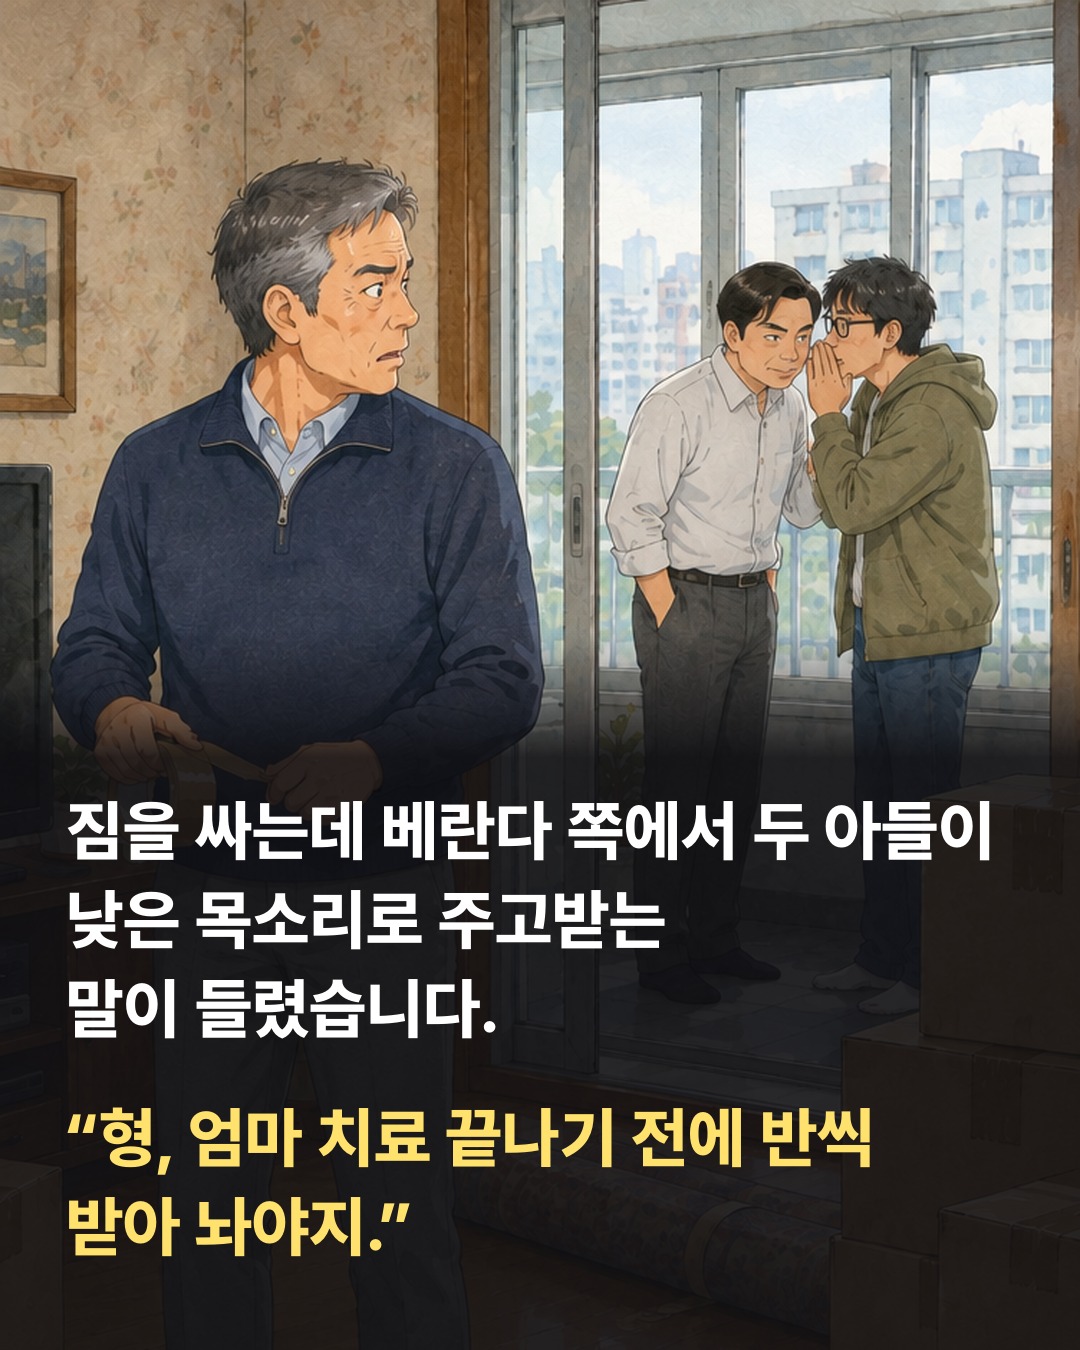 짐을 싸는데 베란다 쪽에서 두 아들이
낮은 목소리로 주고받는
말이 들렸습니다.
“형, 엄마 치료 끝나기 전에 반씩
받아 놔야지.”